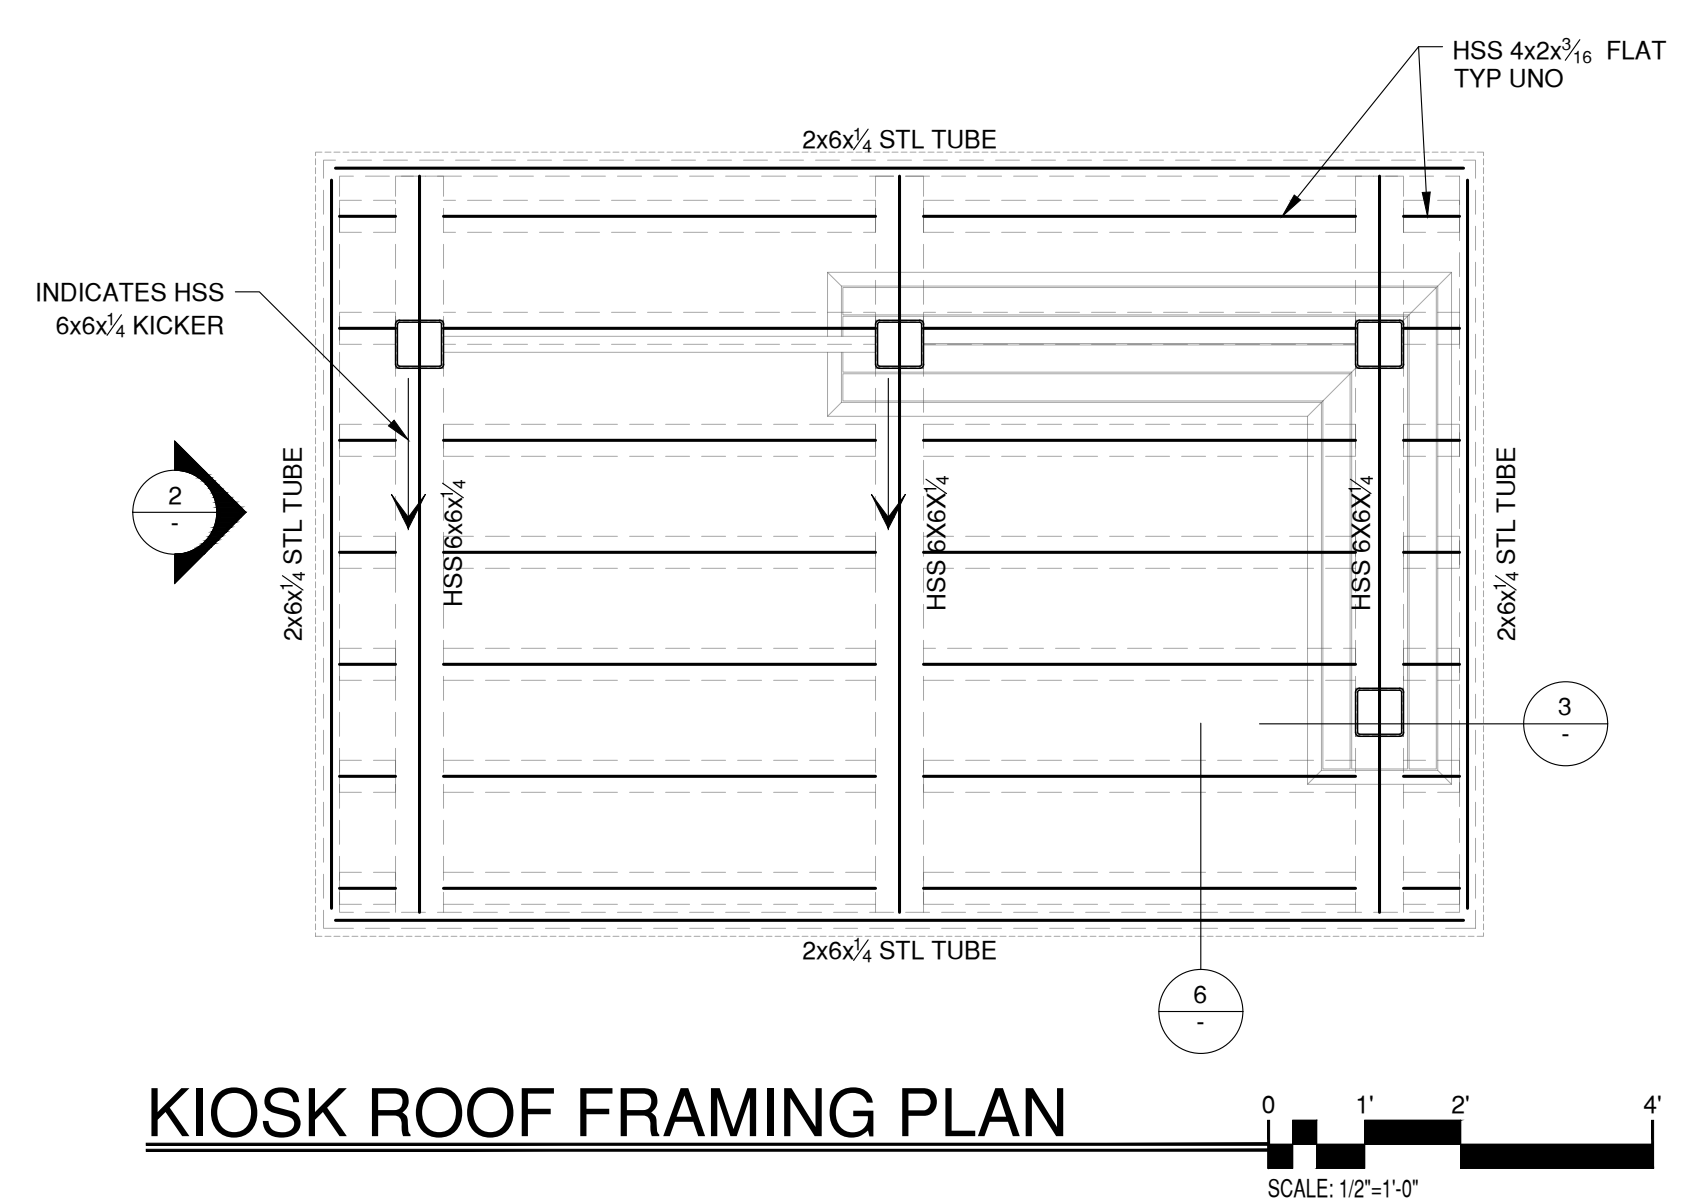 HSS 4x2x3⁄16 FLAT
TYP UNO
2x6x1⁄4 STL TUBE
INDICATES HSS
6x6x1⁄4 KICKER
2
-
2x6x1⁄4 STL TUBE
HSS 6x6x1⁄4
HSS 6X6X1⁄4
HSS 6X6X1⁄4
2x6x1⁄4 STL TUBE
3
-
2x6x1⁄4 STL TUBE
6
-
KIOSK ROOF FRAMING PLAN
0 1' 2' 4'
SCALE: 1/2"=1'-0"